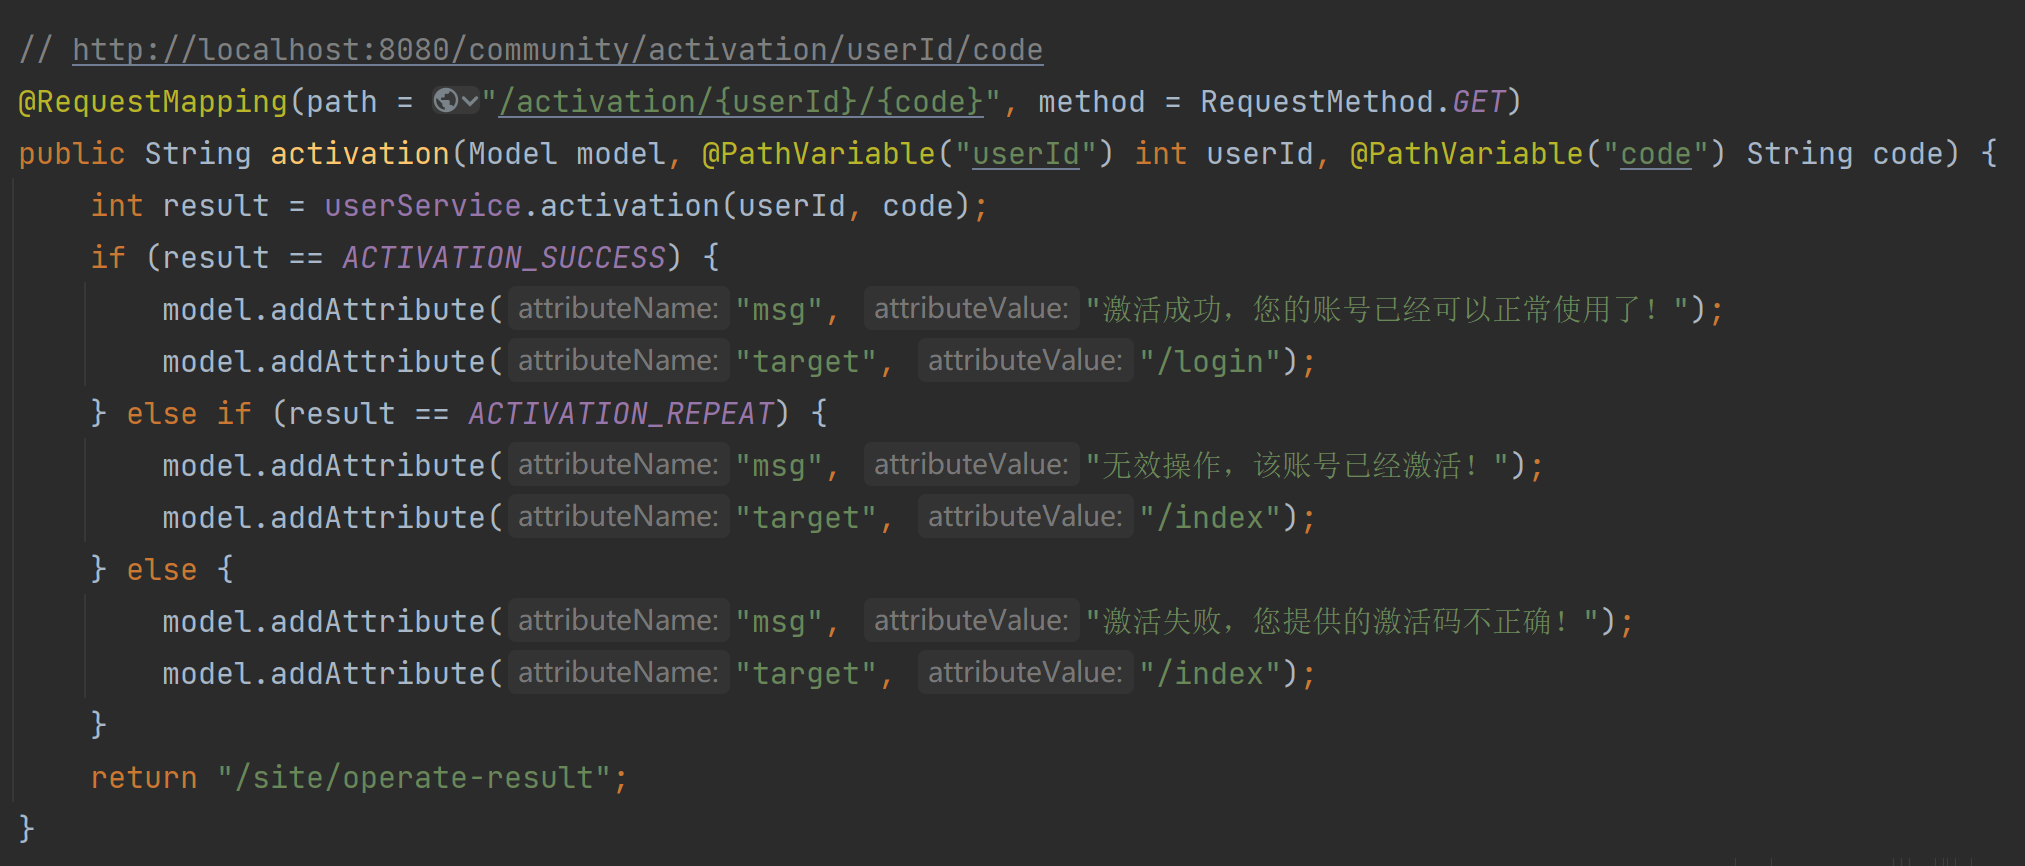 // http://localhost:8080/community/activation/userId/code
@RequestMapping(path = "/activation/{userId}/{code}", method = RequestMethod.GET)
public String activation(Model model, @PathVariable("userId") int userId, @PathVariable("code") String code) {
int result = userService.activation(userId, code);
if (result == ACTIVATION_SUCCESS) {
model.addAttribute( attributeName: "msg", attributeValue: "激活成功，您的账号已经可以正常使用了！");
model.addAttribute( attributeName: "target", attributeValue: "/login");
} else if (result == ACTIVATION_REPEAT) {
model.addAttribute( attributeName: "msg", attributeValue: "无效操作，该账号已经激活！");
model.addAttribute( attributeName: "target", attributeValue: "/index");
} else {
model.addAttribute( attributeName: "msg", attributeValue: "激活失败，您提供的激活码不正确！");
model.addAttribute( attributeName: "target", attributeValue: "/index");
}
return "/site/operate-result";
}